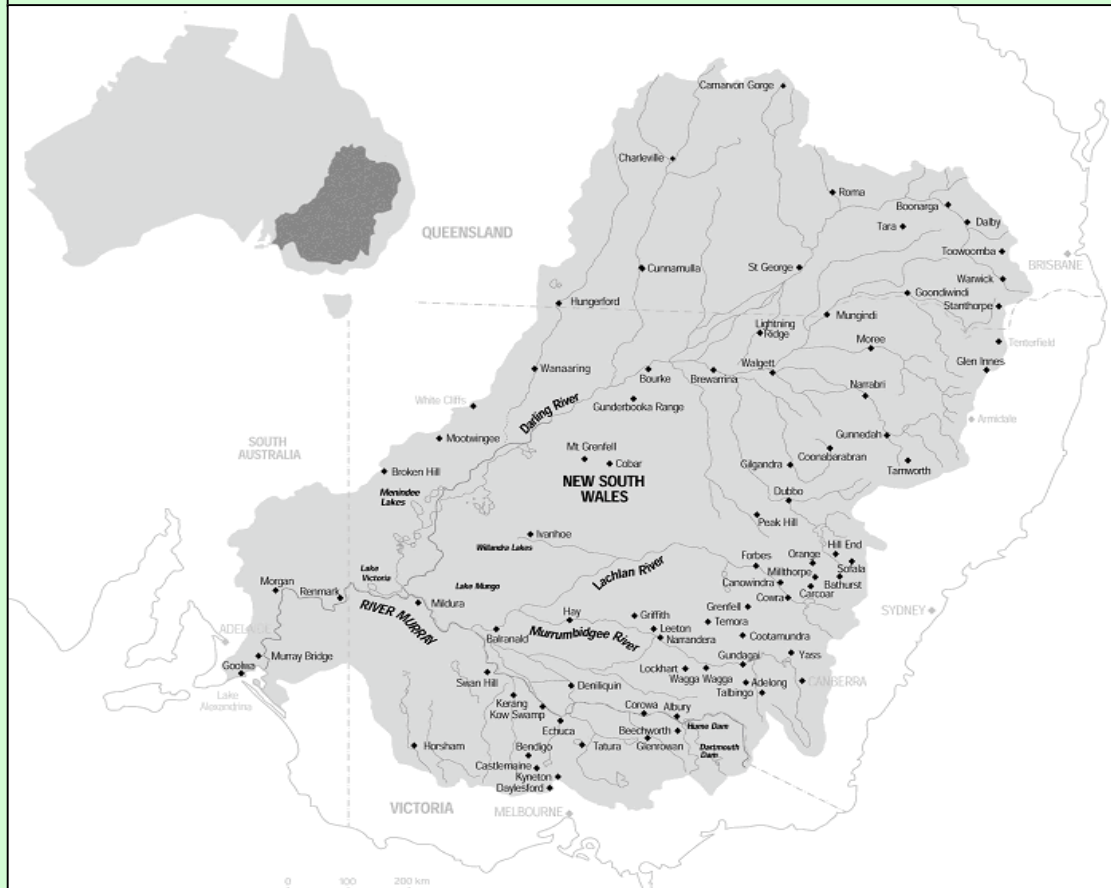 Carnarvon Gorge
Charleville
Roma
Boonarga
Dalby
Tara
QUEENSLAND
Toowoomba
Cunnamulla
St George
BRISBANE
Warwick
Goondiwindi
Hungerford
Stanthorpe
Mungindi
Lightning
Ridge
Moree
Tenterfield
Glen Innes
Walgett
Wanaaring
Bourke
Brewarrina
Narrabri
White Cliffs
Darling River
Gunderbooka Range
Armidale
Mootwingee
Gunnedah
SOUTH
AUSTRALIA
Mt Grenfell
Coonabarabran
Cobar
Gilgandra
Tamworth
Broken Hill
NEW SOUTH
WALES
Menindee
Lakes
Dubbo
Peak Hill
Ivanhoe
Willandra Lakes
Hill End
Orange
Forbes
Sofala
Lake
Victoria
Lachlan River
Millthorpe
Morgan
Lake Mungo
Canowindra
Bathurst
Renmark
Carcoar
Cowra
Mildura
Grenfell
SYDNEY
RIVER MURRAY
Hay
Griffith
Temora
ADELAIDE
Leeton
Balranald
Murrumbidgee River
Narrandera
Cootamundra
Murray Bridge
Gundagai
Yass
Goolwa
Lockhart
Wagga Wagga
Swan Hill
Deniliquin
Adelong
CANBERRA
Talbingo
Lake
Alexandrina
Kerang
Corowa
Albury
Kow Swamp
Hume Dam
Echuca
Beechworth
Horsham
Bendigo
Tatura
Glenrowan
Dartmouth
Dam
Castlemaine
Kyneton
Daylesford
VICTORIA
MELBOURNE
0 100 200 km